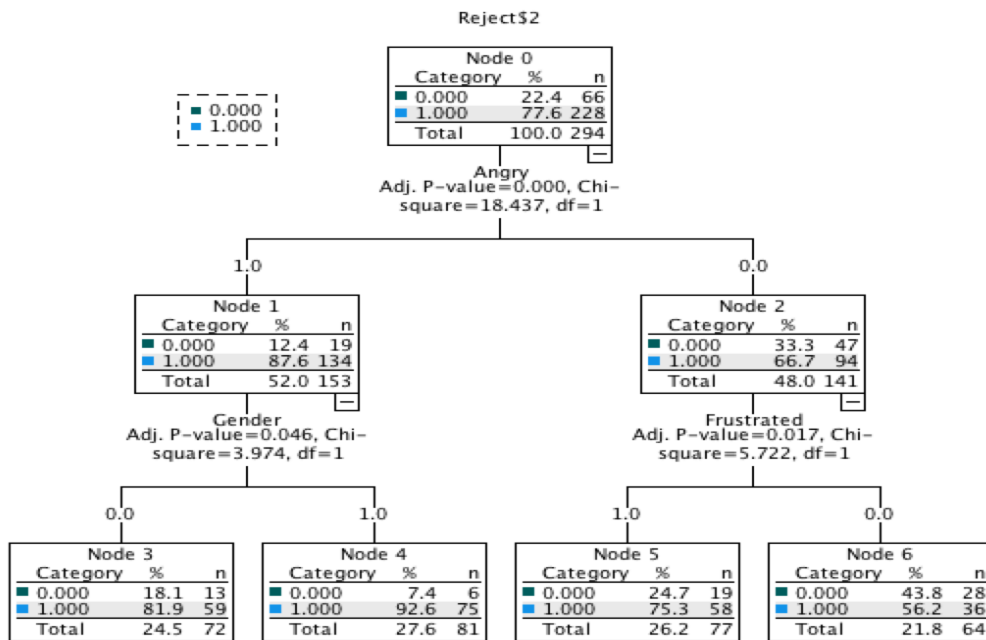 Reject$2
0.000
1.000
Node 0
Category % n
0.000 22.4 66
1.000 77.6 228
Total 100.0 294
Angry
Adj. P-value=0.000, Chi-
square=18.437, df=1
1.0
0.0
Node 1
Category % n
0.000 12.4 19
1.000 87.6 134
Total 52.0 153
Node 2
Category % n
0.000 33.3 47
1.000 66.7 94
Total 48.0 141
Gender
Adj. P-value=0.046, Chi-
square=3.974, df=1
Frustrated
Adj. P-value=0.017, Chi-
square=5.722, df=1
0.0
1.0
1.0
0.0
Node 3
Category % n
0.000 18.1 13
1.000 81.9 59
Total 24.5 72
Node 4
Category % n
0.000 7.4 6
1.000 92.6 75
Total 27.6 81
Node 5
Category % n
0.000 24.7 19
1.000 75.3 58
Total 26.2 77
Node 6
Category % n
0.000 43.8 28
1.000 56.2 36
Total 21.8 64